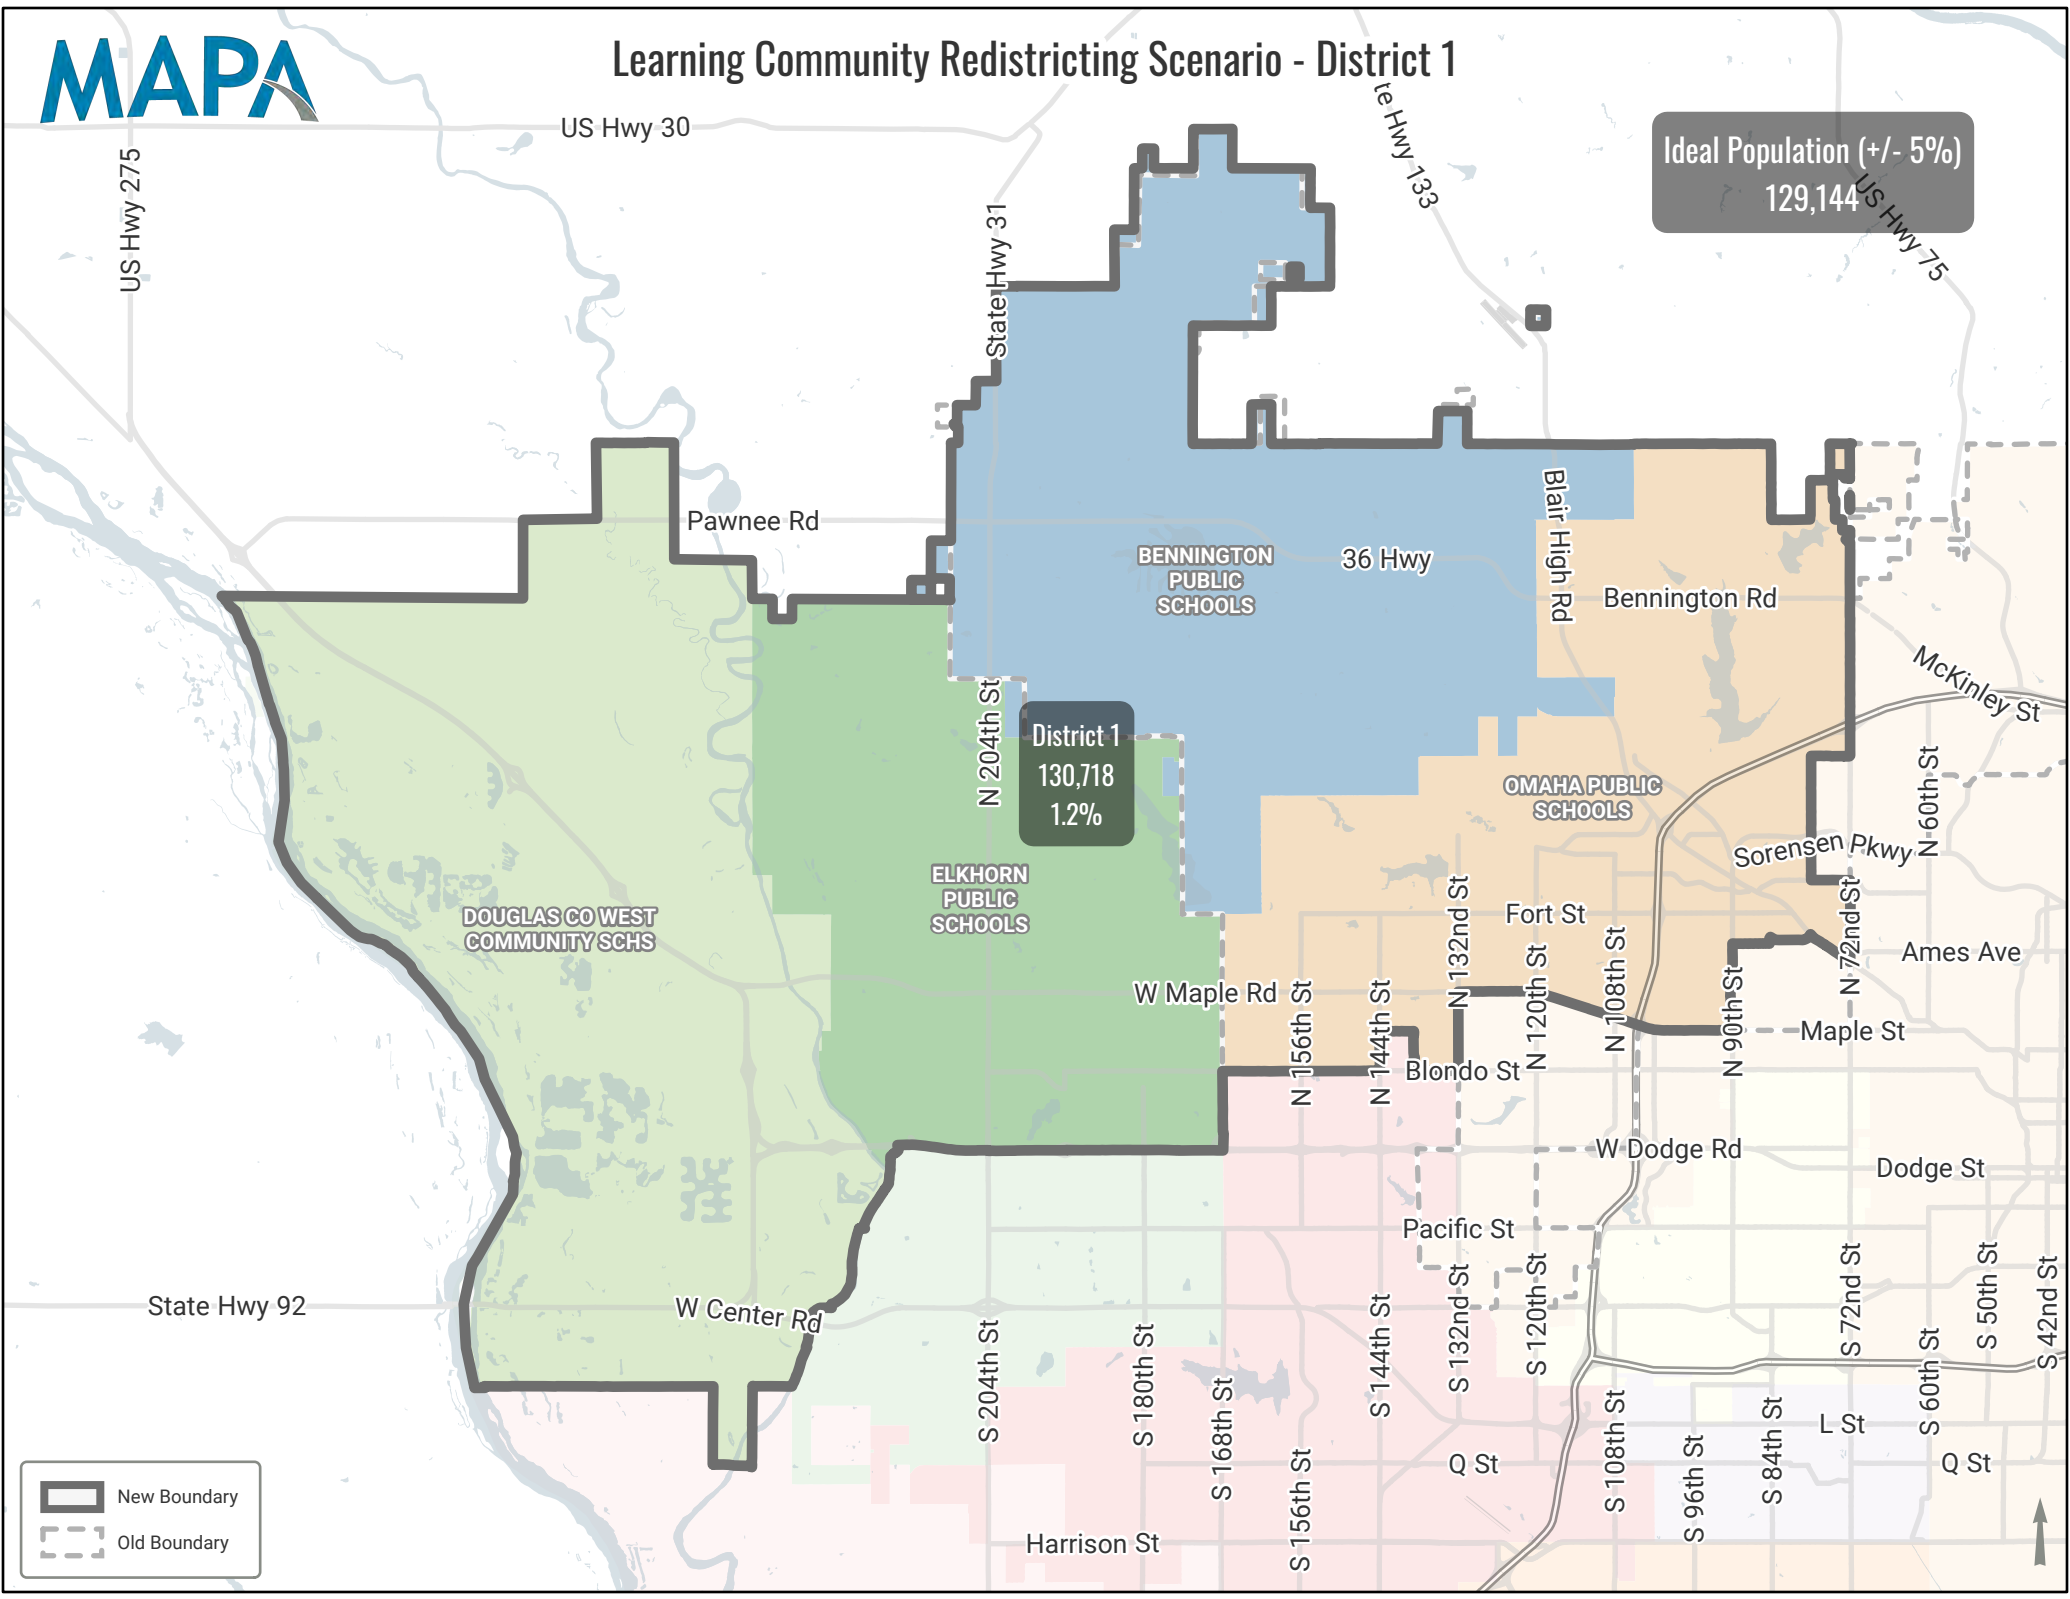 MAPA
Learning Community Redistricting Scenario - District 1
Ideal Population (+/- 5%)
129,144
US Hwy 30
US Hwy 275
State Hwy 31
te Hwy 133
US Hwy 75
Pawnee Rd
BENNINGTON
PUBLIC
SCHOOLS
36 Hwy
Blair High Rd
Bennington Rd
McKinley St
N 204th St
District 1
130,718
1.2%
OMAHA PUBLIC
SCHOOLS
N 60th St
Sorensen Pkwy
ELKHORN
PUBLIC
SCHOOLS
DOUGLAS CO WEST
COMMUNITY SCHS
N 132nd St
Fort St
N 72nd St
Ames Ave
W Maple Rd
N 156th St
N 144th St
N 120th St
N 108th St
N 90th St
Maple St
Blondo St
W Dodge Rd
Dodge St
Pacific St
State Hwy 92
W Center Rd
S 204th St
S 180th St
S 168th St
S 156th St
S 144th St
S 132nd St
S 120th St
S 108th St
S 96th St
S 84th St
S 72nd St
S 60th St
S 50th St
S 42nd St
L St
Q St
Q St
Harrison St
New Boundary
Old Boundary